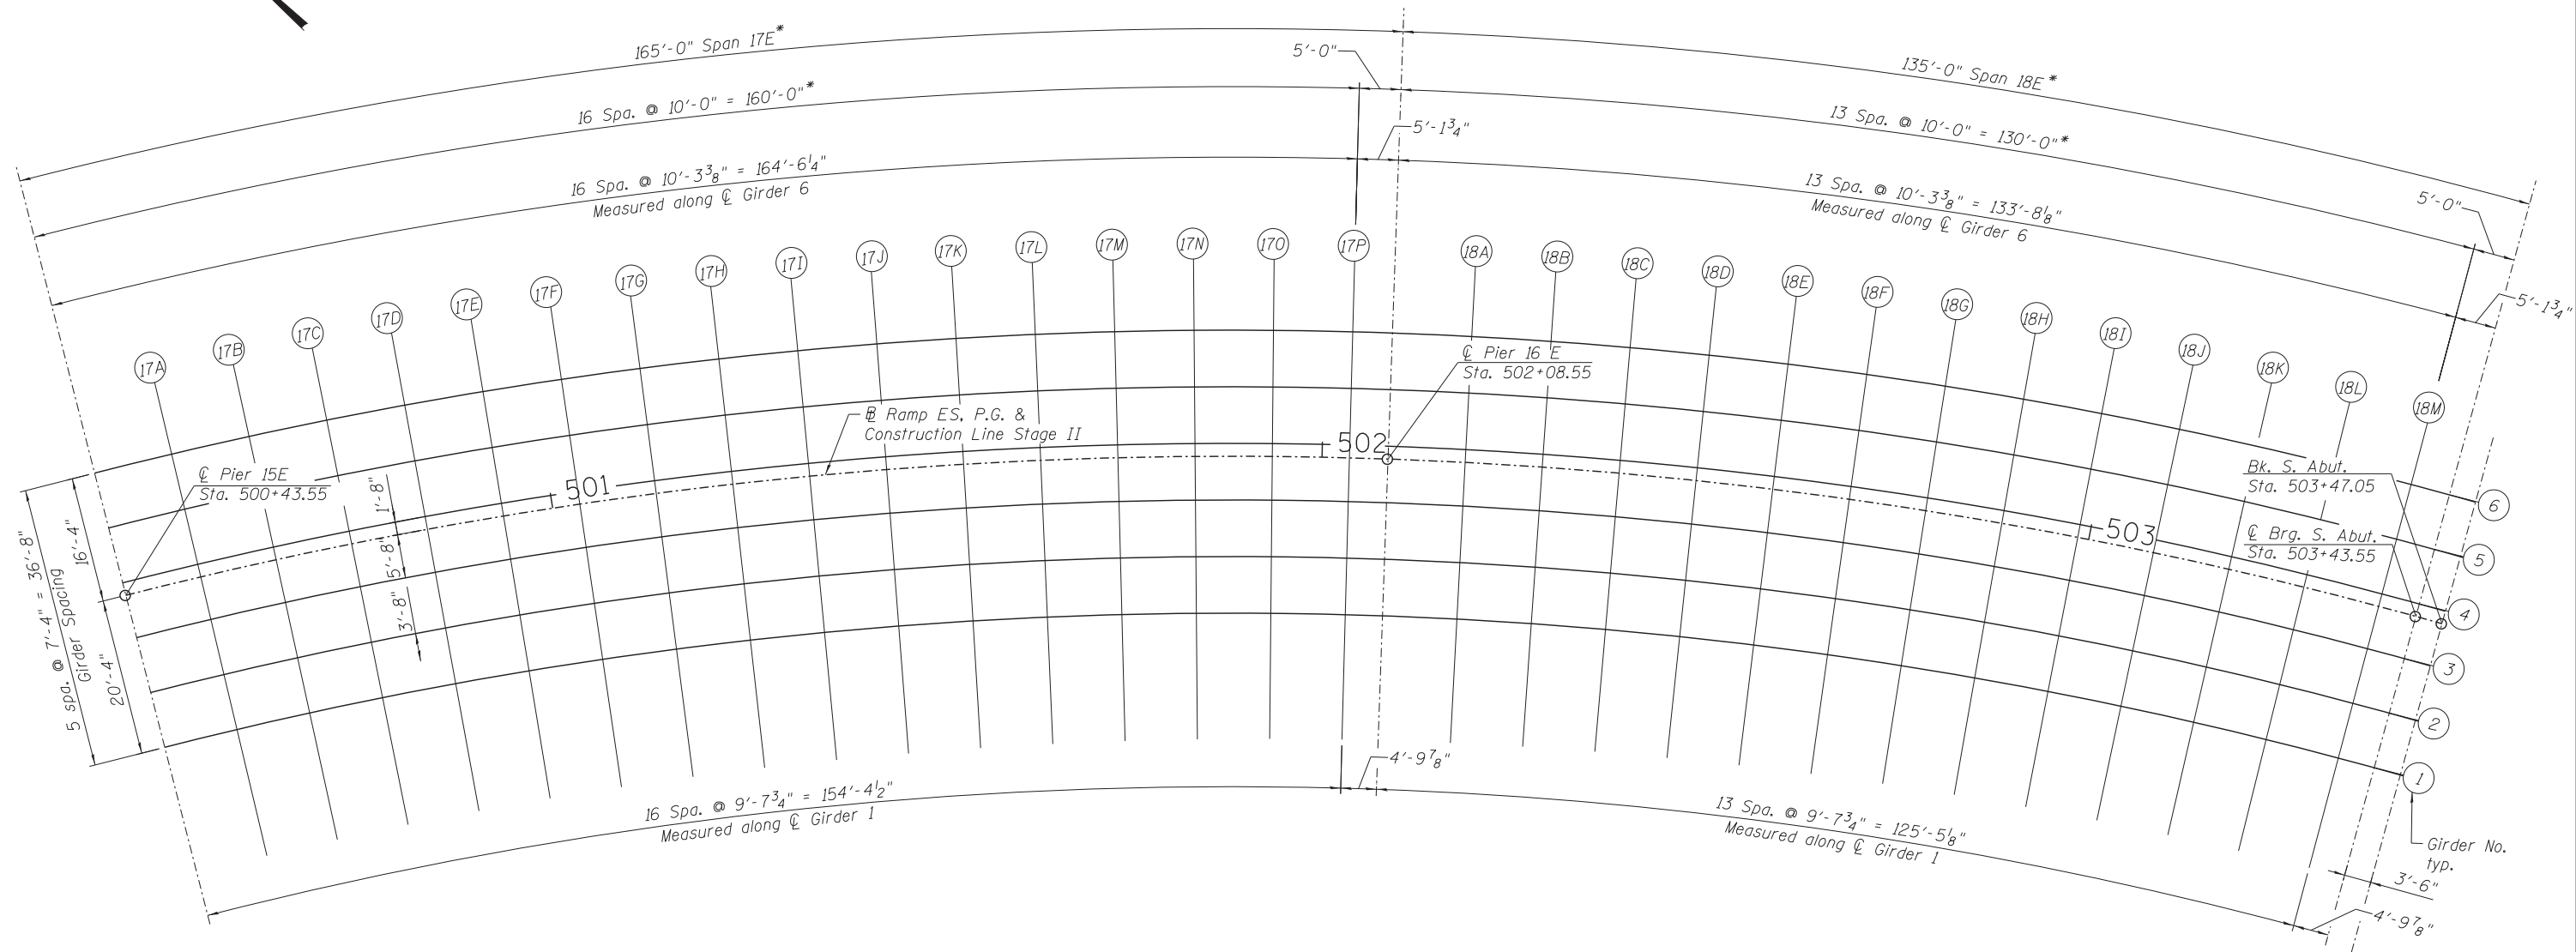 165'-0" Span 17E*
5'-0"
135'-0" Span 18E*
16 Spa. @ 10'-0" = 160'-0"*
13 Spa. @ 10'-0" = 130'-0"*
5'-1¾"
16 Spa. @ 10'-3⅜" = 164'-6¼"
Measured along ℄ Girder 6
13 Spa. @ 10'-3⅜" = 133'-8⅛"
Measured along ℄ Girder 6
5'-0"
5'-1¾"
17A
17B
17C
17D
17E
17F
17G
17H
17I
17J
17K
17L
17M
17N
17O
17P
18A
18B
18C
18D
18E
18F
18G
18H
18I
18J
18K
18L
18M
℄ Pier 16 E
Sta. 502+08.55
Ramp ES, P.G. &
Construction Line Stage II
℄ Pier 15E
Sta. 500+43.55
501
502
503
Bk. S. Abut.
Sta. 503+47.05
℄ Brg. S. Abut.
Sta. 503+43.55
1'-8"
5'-8"
3'-8"
5 spa. @ 7'-4" = 36'-8"
Girder Spacing
16'-4"
20'-4"
6
5
4
3
2
1
4'-9⅞"
16 Spa. @ 9'-7¾" = 154'-4½"
Measured along ℄ Girder 1
13 Spa. @ 9'-7¾" = 125'-5⅛"
Measured along ℄ Girder 1
Girder No.
typ.
3'-6"
4'-9⅞"